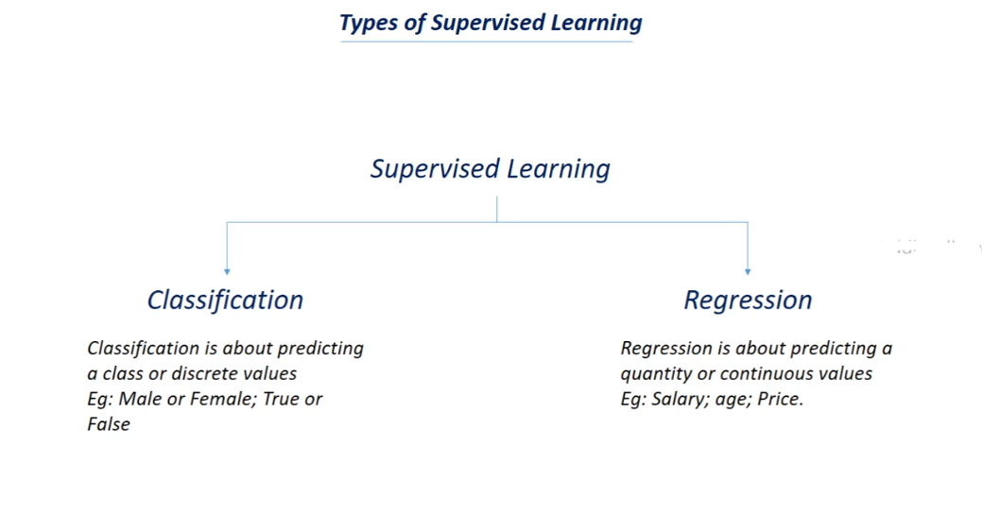 Types of Supervised Learning
Supervised Learning
Classification
Classification is about predicting
a class or discrete values
Eg: Male or Female; True or
False
Regression
Regression is about predicting a
quantity or continuous values
Eg: Salary; age; Price.